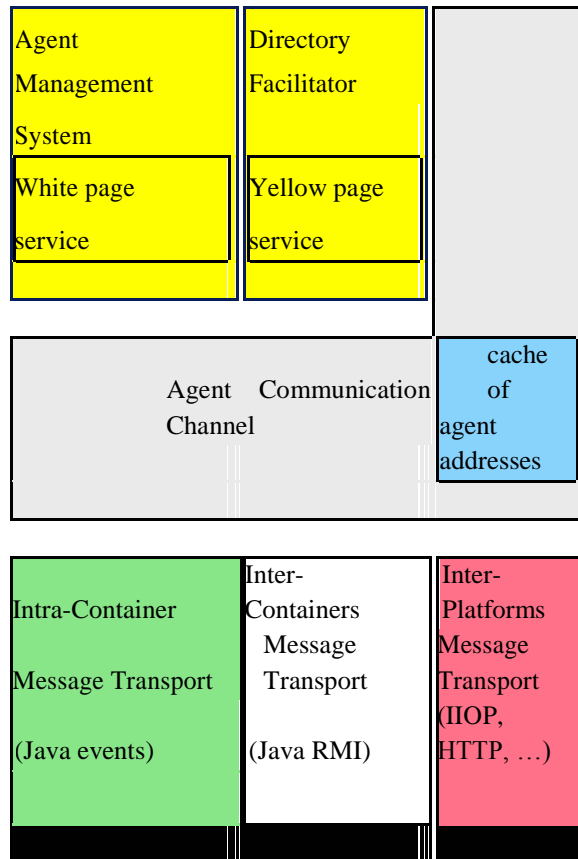 Agent
Management
System
White page
service
Directory
Facilitator
Yellow page
service
Agent Communication
Channel
cache
of
agent
addresses
Intra-Container
Message Transport
(Java events)
Inter-
Containers
Message
Transport
(Java RMI)
Inter-
Platforms
Message
Transport
(IIOP,
HTTP, …)